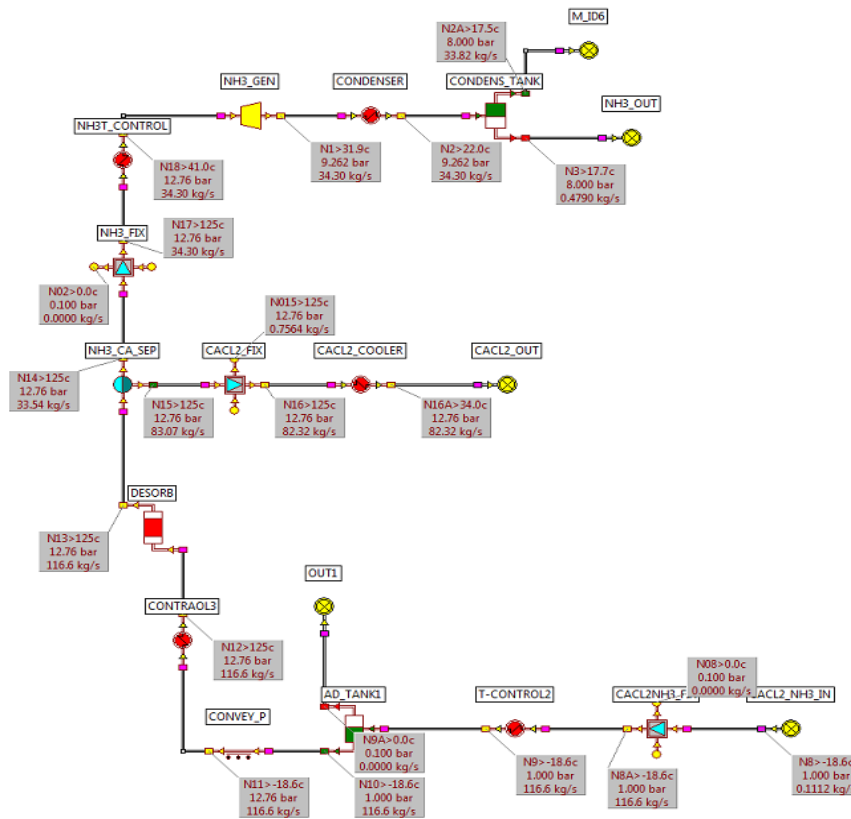 M_ID6
N2A>17.5c
8.000 bar
33.82 kg/s
NH3_GEN
CONDENSER
CONDENS_TANK
NH3_OUT
NH3T_CONTROL
N1>31.9c
9.262 bar
34.30 kg/s
N2>22.0c
9.262 bar
34.30 kg/s
N3>17.7c
8.000 bar
0.4790 kg/s
N18>41.0c
12.76 bar
34.30 kg/s
NH3_FIX
N17>125c
12.76 bar
34.30 kg/s
N02>0.0c
0.100 bar
0.0000 kg/s
N015>125c
12.76 bar
0.7564 kg/s
NH3_CA_SEP
CACL2_FIX
CACL2_COOLER
CACL2_OUT
N14>125c
12.76 bar
33.54 kg/s
N15>125c
12.76 bar
83.07 kg/s
N16>125c
12.76 bar
82.32 kg/s
N16A>34.0c
12.76 bar
82.32 kg/s
DESORB
N13>125c
12.76 bar
116.6 kg/s
OUT1
CONTRAOL3
N12>125c
12.76 bar
116.6 kg/s
N08>0.0c
0.100 bar
0.0000 kg/s
AD_TANK1
T-CONTROL2
CACL2NH3_F
CACL2_NH3_IN
CONVEY_P
N9A>0.0c
0.100 bar
0.0000 kg/s
N11>-18.6c
12.76 bar
116.6 kg/s
N10>-18.6c
1.000 bar
116.6 kg/s
N9>-18.6c
1.000 bar
116.6 kg/s
N8A>-18.6c
1.000 bar
116.6 kg/s
N8>-18.6c
1.000 bar
0.1112 kg/s